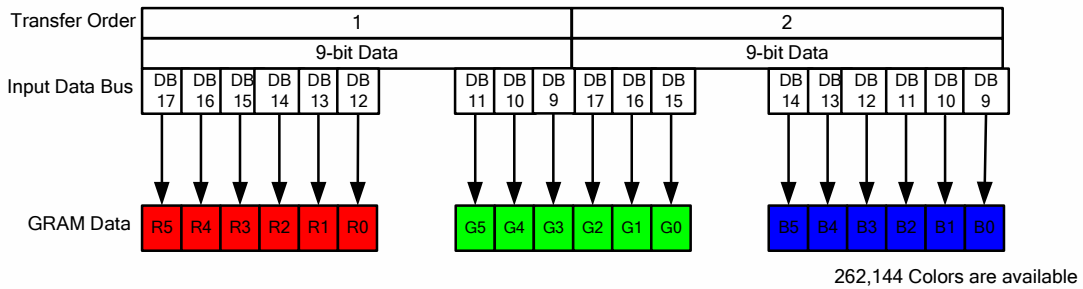 Transfer Order 1 2
9-bit Data 9-bit Data
Input Data Bus DB 17 DB 16 DB 15 DB 14 DB 13 DB 12 DB 11 DB 10 DB 9 DB 17 DB 16 DB 15 DB 14 DB 13 DB 12 DB 11 DB 10 DB 9
GRAM Data R5 R4 R3 R2 R1 R0 G5 G4 G3 G2 G1 G0 B5 B4 B3 B2 B1 B0
262,144 Colors are available